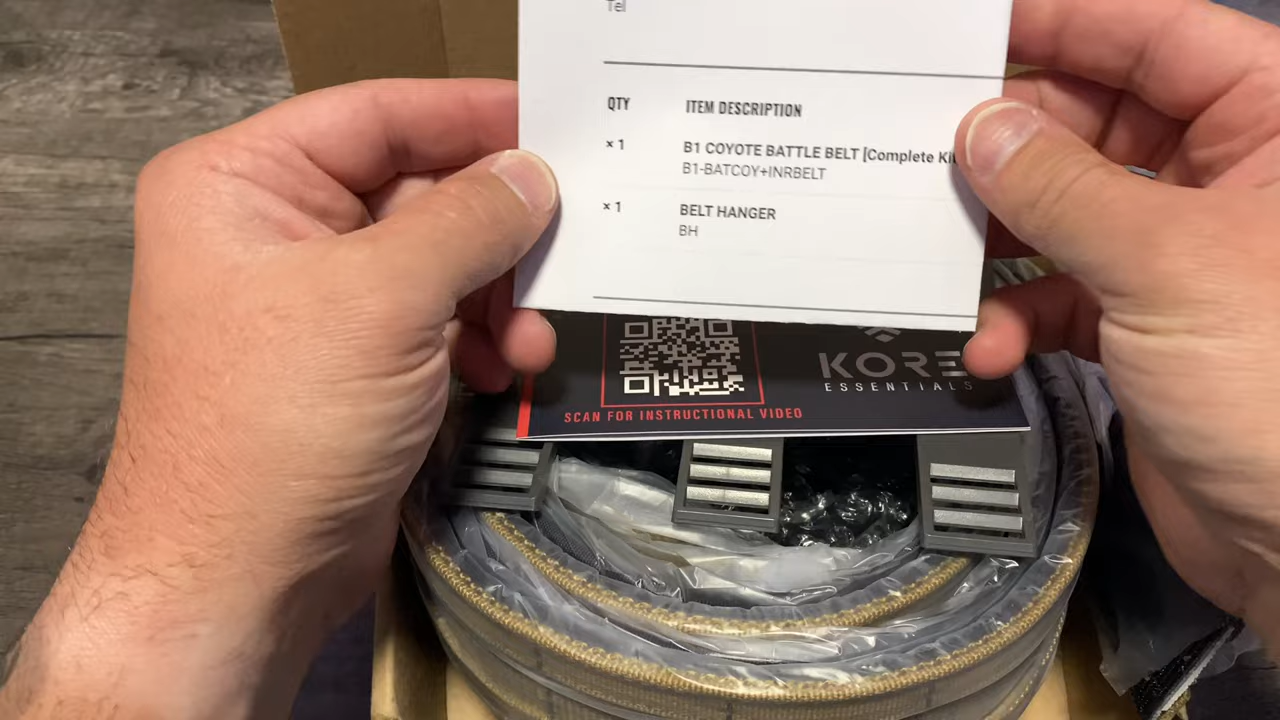 Tel
QTY ITEM DESCRIPTION
× 1 B1 COYOTE BATTLE BELT [Complete Ki
B1-BATCOY+INRBELT
× 1 BELT HANGER
BH
KORE
ESSENTIALS
SCAN FOR INSTRUCTIONAL VIDEO